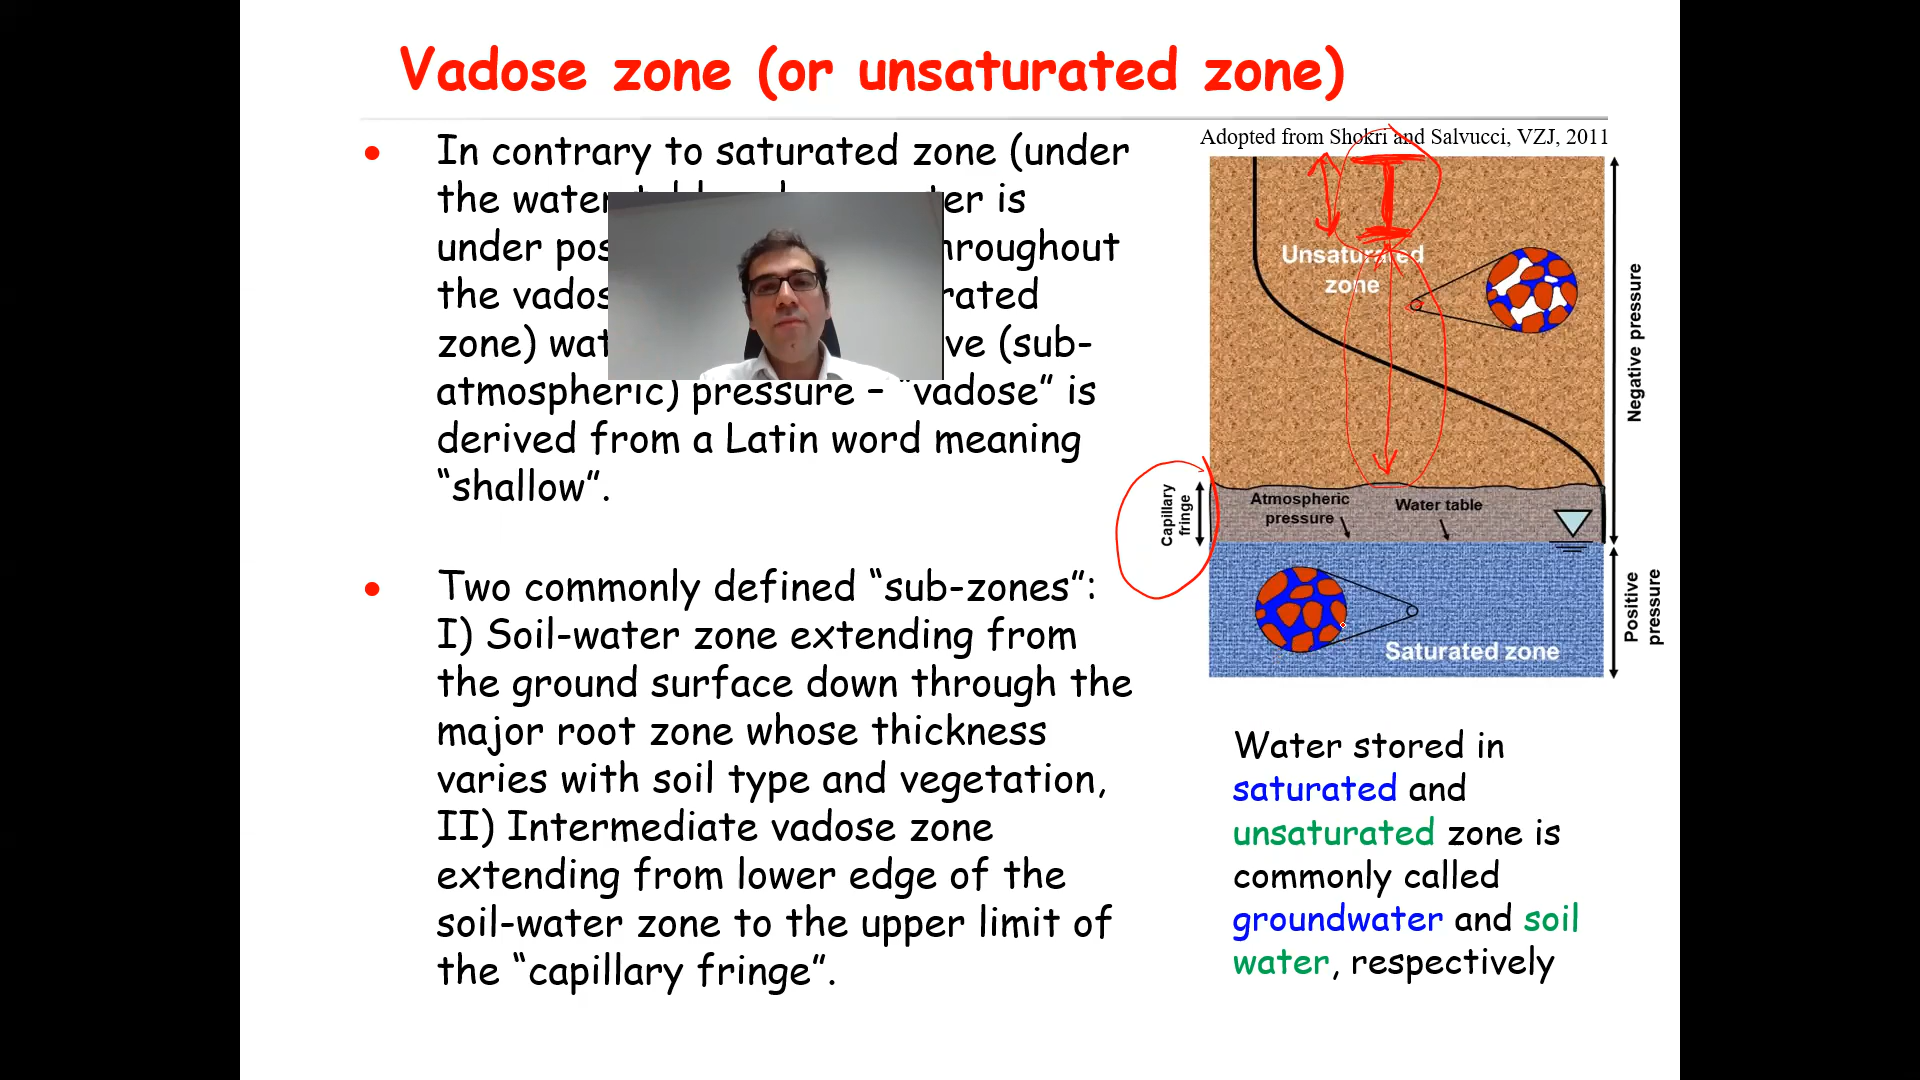 Vadose zone (or unsaturated zone)
In contrary to saturated zone (under
the water is
under
the
zone) (sub-
atmospheric) pressure – “vadose” is
derived from a Latin word meaning
“shallow”.
Two commonly defined “sub-zones”:
I) Soil-water zone extending from
the ground surface down through the
major root zone whose thickness
varies with soil type and vegetation,
II) Intermediate vadose zone
extending from lower edge of the
soil-water zone to the upper limit of
the “capillary fringe”.
Adopted from Shokri and Salvucci, VZJ, 2011
I
Unsaturated
zone
Negative pressure
Capillary
fringe
Atmospheric
pressure
Water table
Positive
pressure
Saturated zone
Water stored in
saturated and
unsaturated zone is
commonly called
groundwater and soil
water, respectively